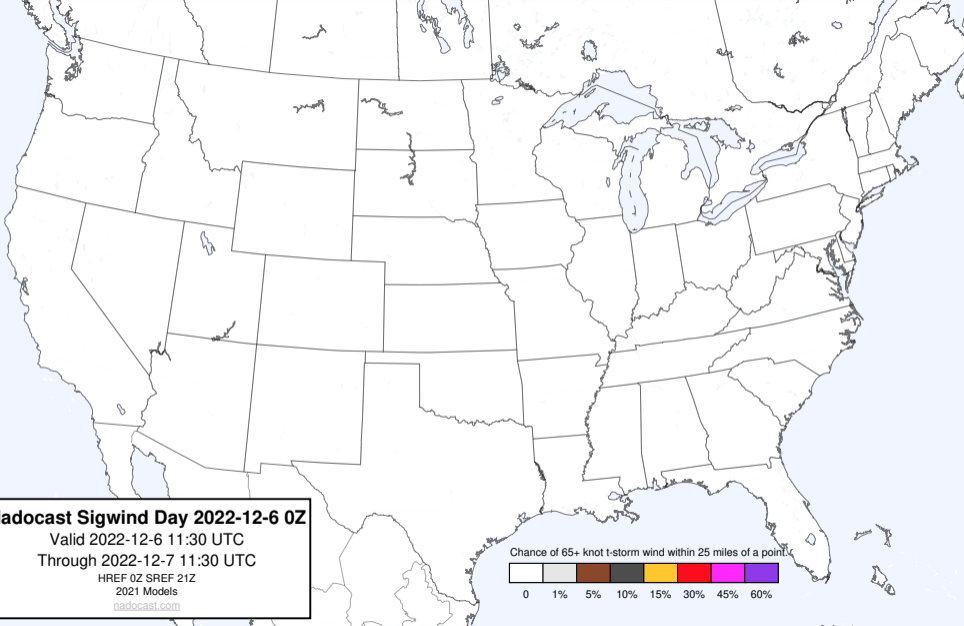 adocast Sigwind Day 2022-12-6 0Z
Valid 2022-12-6 11:30 UTC
Through 2022-12-7 11:30 UTC
HREF 0Z SREF 21Z
2021 Models
nadocast.com
Chance of 65+ knot t-storm wind within 25 miles of a point.
0 1% 5% 10% 15% 30% 45% 60%